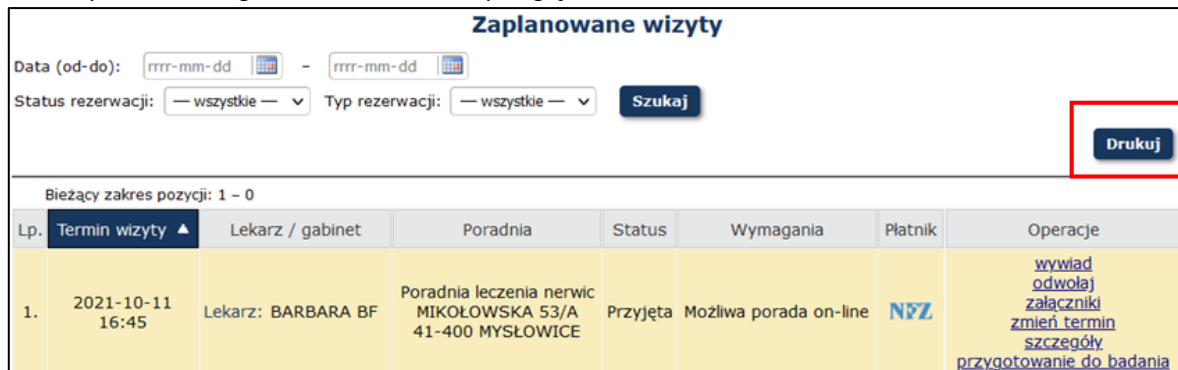 Zaplanowane wizyty
Data (od-do): rrrr-mm-dd – rrrr-mm-dd
Status rezerwacji: — wszystkie — Typ rezerwacji: — wszystkie — Szukaj
Drukuj
Bieżący zakres pozycji: 1 – 0
Lp. Termin wizyty ▲ Lekarz / gabinet Poradnia Status Wymagania Płatnik Operacje
1. 2021-10-11
16:45
Lekarz: BARBARA BF
Poradnia leczenia nerwic
MIKOŁOWSKA 53/A
41-400 MYSŁOWICE
Przyjęta
Możliwa porada on-line
NFZ
wywiad
odwołaj
załączniki
zmień termin
szczegóły
przygotowanie do badania